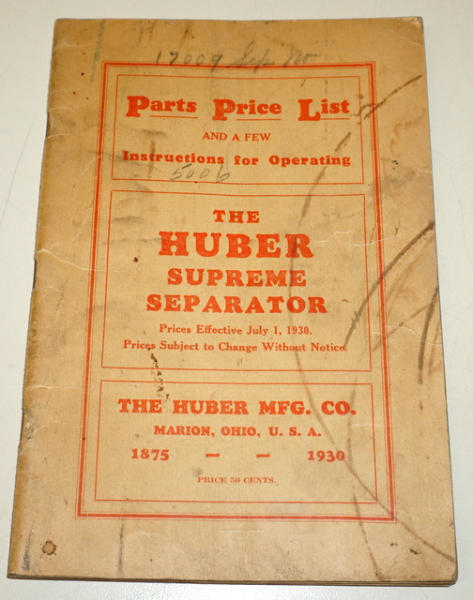 17009 Sep No
Parts Price List
AND A FEW
Instructions for Operating
5006
THE
HUBER
SUPREME
SEPARATOR
Prices Effective July 1, 1930.
Prices Subject to Change Without Notice.
THE HUBER MFG. CO.
MARION, OHIO, U. S. A.
1875 — — 1930
PRICE 50 CENTS.